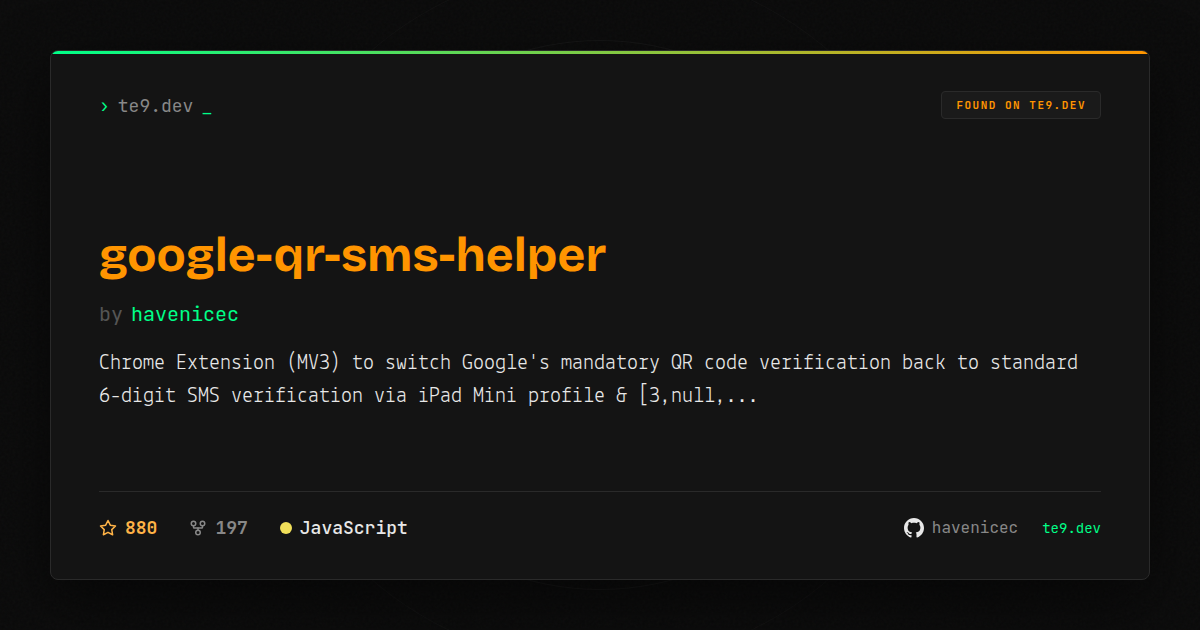 › te9.dev _
FOUND ON TE9.DEV
google-qr-sms-helper
by havenicec
Chrome Extension (MV3) to switch Google's mandatory QR code verification back to standard
6-digit SMS verification via iPad Mini profile & [3,null,...
880 197 JavaScript
havenicec te9.dev